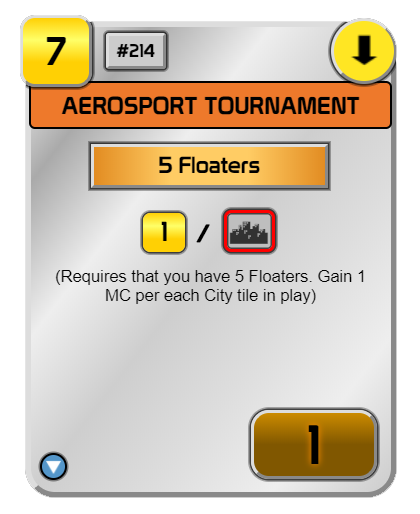 7
#214
AEROSPORT TOURNAMENT
5 Floaters
1 /
(Requires that you have 5 Floaters. Gain 1
MC per each City tile in play)
1